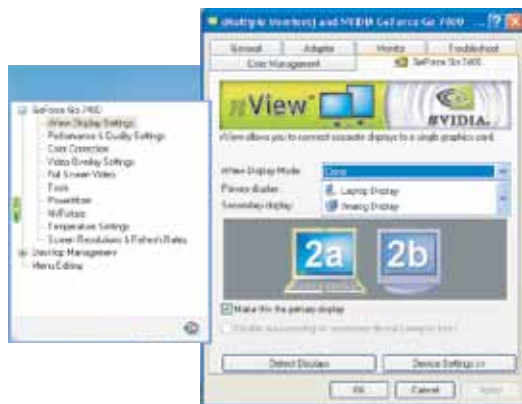 GeForce Go 7400
nView Display Settings
Performance & Quality Settings
Color Correction
Video Overlay Settings
Full Screen Video
Tools
PowerMizer
NVRotate
Temperature Settings
Screen Resolutions & Refresh Rates
Desktop Management
Menu Editing
(Multiple Monitors) and NVIDIA GeForce Go 7400 ...
General Adapter Monitor Troubleshoot
Color Management GeForce Go 7400
nView™ NVIDIA.
nView allows you to connect separate displays to a single graphics card.
nView Display Mode: Clone
Primary display: Laptop Display
Secondary display: Analog Display
2a 2b
Make this the primary display
Detect Displays Device Settings >>
OK Cancel Apply